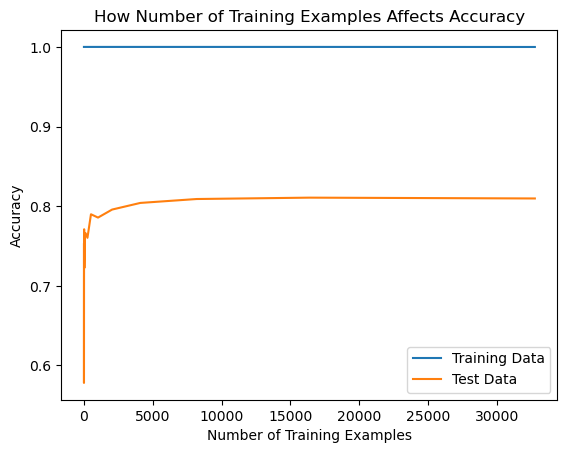 How Number of Training Examples Affects Accuracy
1.0
0.9
0.8
0.7
0.6
Accuracy
Training Data
Test Data
0 5000 10000 15000 20000 25000 30000
Number of Training Examples